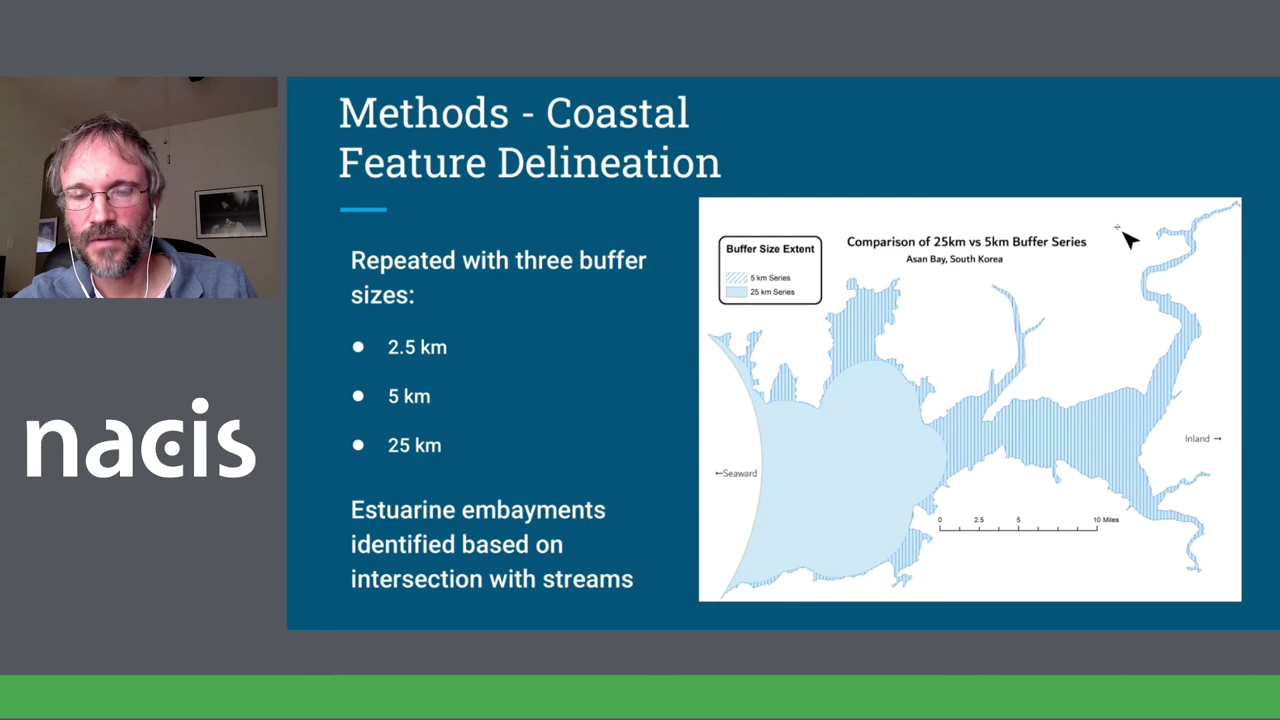 Methods - Coastal
Feature Delineation
Repeated with three buffer
sizes:
2.5 km
5 km
25 km
Estuarine embayments
identified based on
intersection with streams
Buffer Size Extent
5 km Series
25 km Series
Comparison of 25km vs 5km Buffer Series
Asan Bay, South Korea
N
Inland →
←Seaward
0 2.5 5 10 Miles
nacis